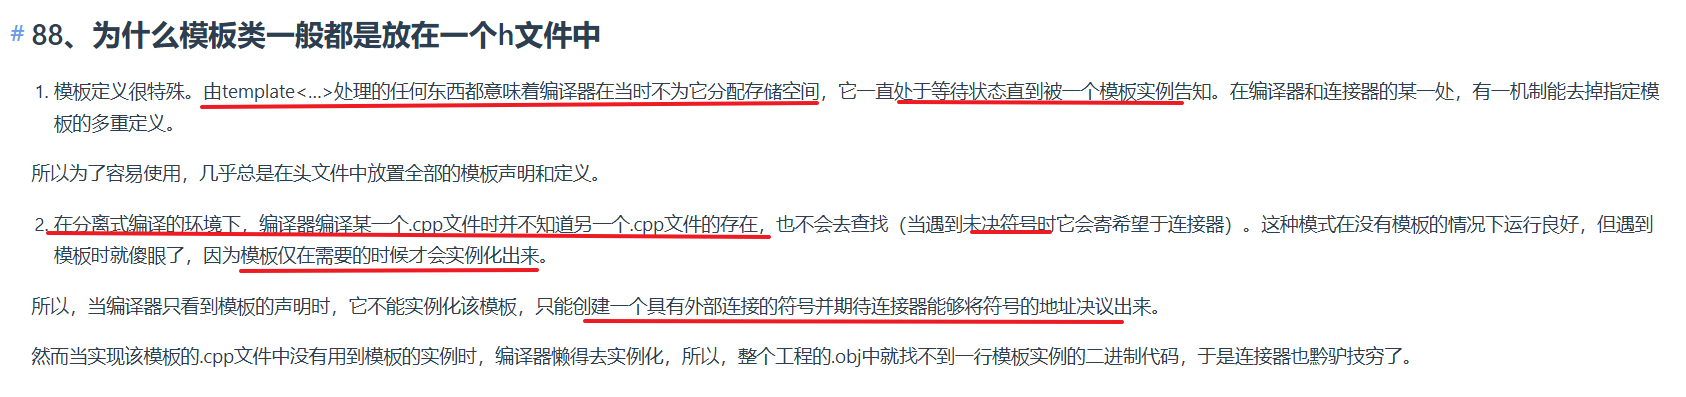 # 88、为什么模板类一般都是放在一个h文件中
1. 模板定义很特殊。由template<…>处理的任何东西都意味着编译器在当时不为它分配存储空间，它一直处于等待状态直到被一个模板实例告知。在编译器和连接器的某一处，有一机制能去掉指定模
板的多重定义。
所以为了容易使用，几乎总是在头文件中放置全部的模板声明和定义。
2. 在分离式编译的环境下，编译器编译某一个.cpp文件时并不知道另一个.cpp文件的存在，也不会去查找（当遇到未决符号时它会寄希望于连接器）。这种模式在没有模板的情况下运行良好，但遇到
模板时就傻眼了，因为模板仅在需要的时候才会实例化出来。
所以，当编译器只看到模板的声明时，它不能实例化该模板，只能创建一个具有外部连接的符号并期待连接器能够将符号的地址决议出来。
然而当实现该模板的.cpp文件中没有用到模板的实例时，编译器懒得去实例化，所以，整个工程的.obj中就找不到一行模板实例的二进制代码，于是连接器也黔驴技穷了。